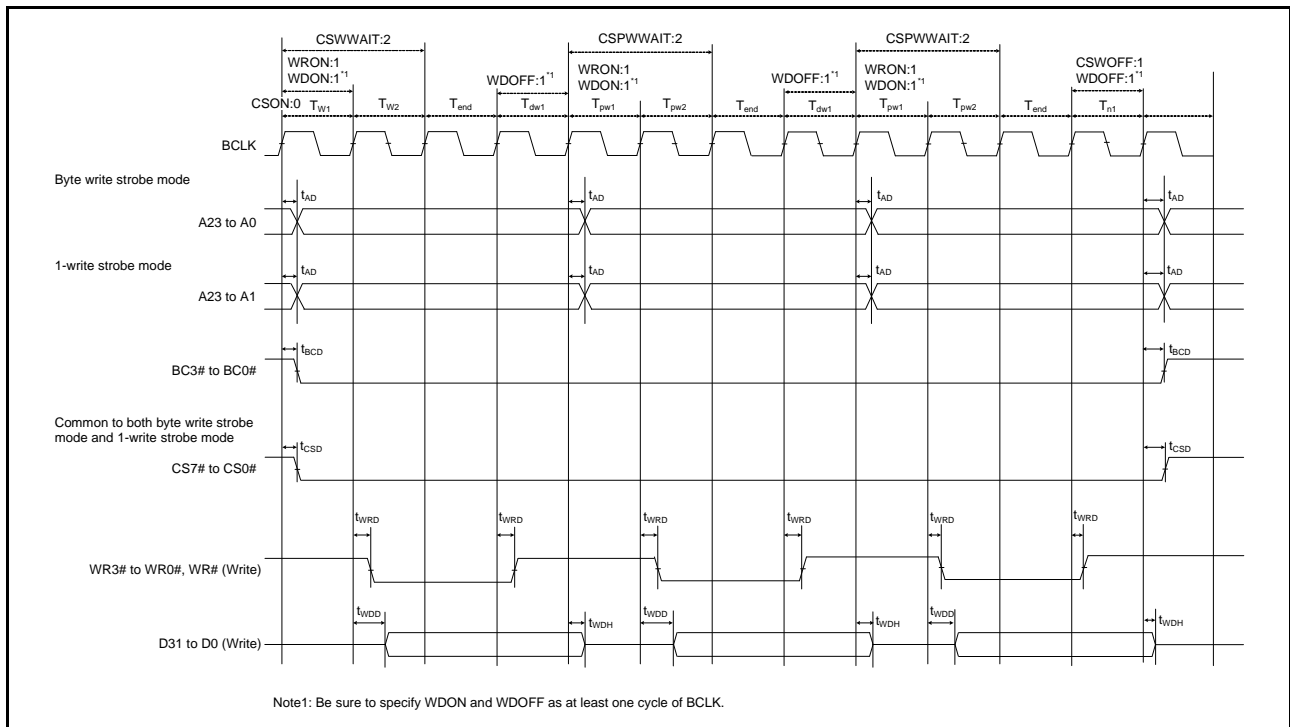 CSWWAIT:2 CSPWWAIT:2 CSPWWAIT:2
WRON:1 WRON:1 WRON:1 CSWOFF:1
WDON:1*1 WDOFF:1*1 WDON:1*1 WDOFF:1*1 WDON:1*1 WDOFF:1*1
CSON:0 TW1 TW2 Tend Tdw1 Tpw1 Tpw2 Tend Tdw1 Tpw1 Tpw2 Tend Tn1
BCLK
Byte write strobe mode
tAD tAD tAD tAD
A23 to A0
1-write strobe mode
tAD tAD tAD tAD
A23 to A1
tBCD tBCD
BC3# to BC0#
Common to both byte write strobe
mode and 1-write strobe mode
tCSD tCSD
CS7# to CS0#
tWRD tWRD tWRD tWRD tWRD tWRD
WR3# to WR0#, WR# (Write)
tWDD tWDH tWDD tWDH tWDD tWDH
D31 to D0 (Write)
Note1: Be sure to specify WDON and WDOFF as at least one cycle of BCLK.